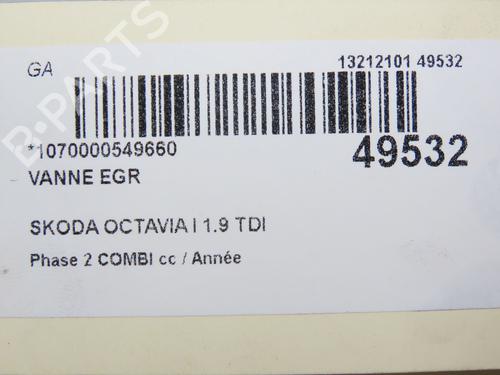 GA
13212101 49532
*1070000549660
49532
VANNE EGR
SKODA OCTAVIA I 1.9 TDI
Phase 2 COMBI cc / Année
B-PARTS